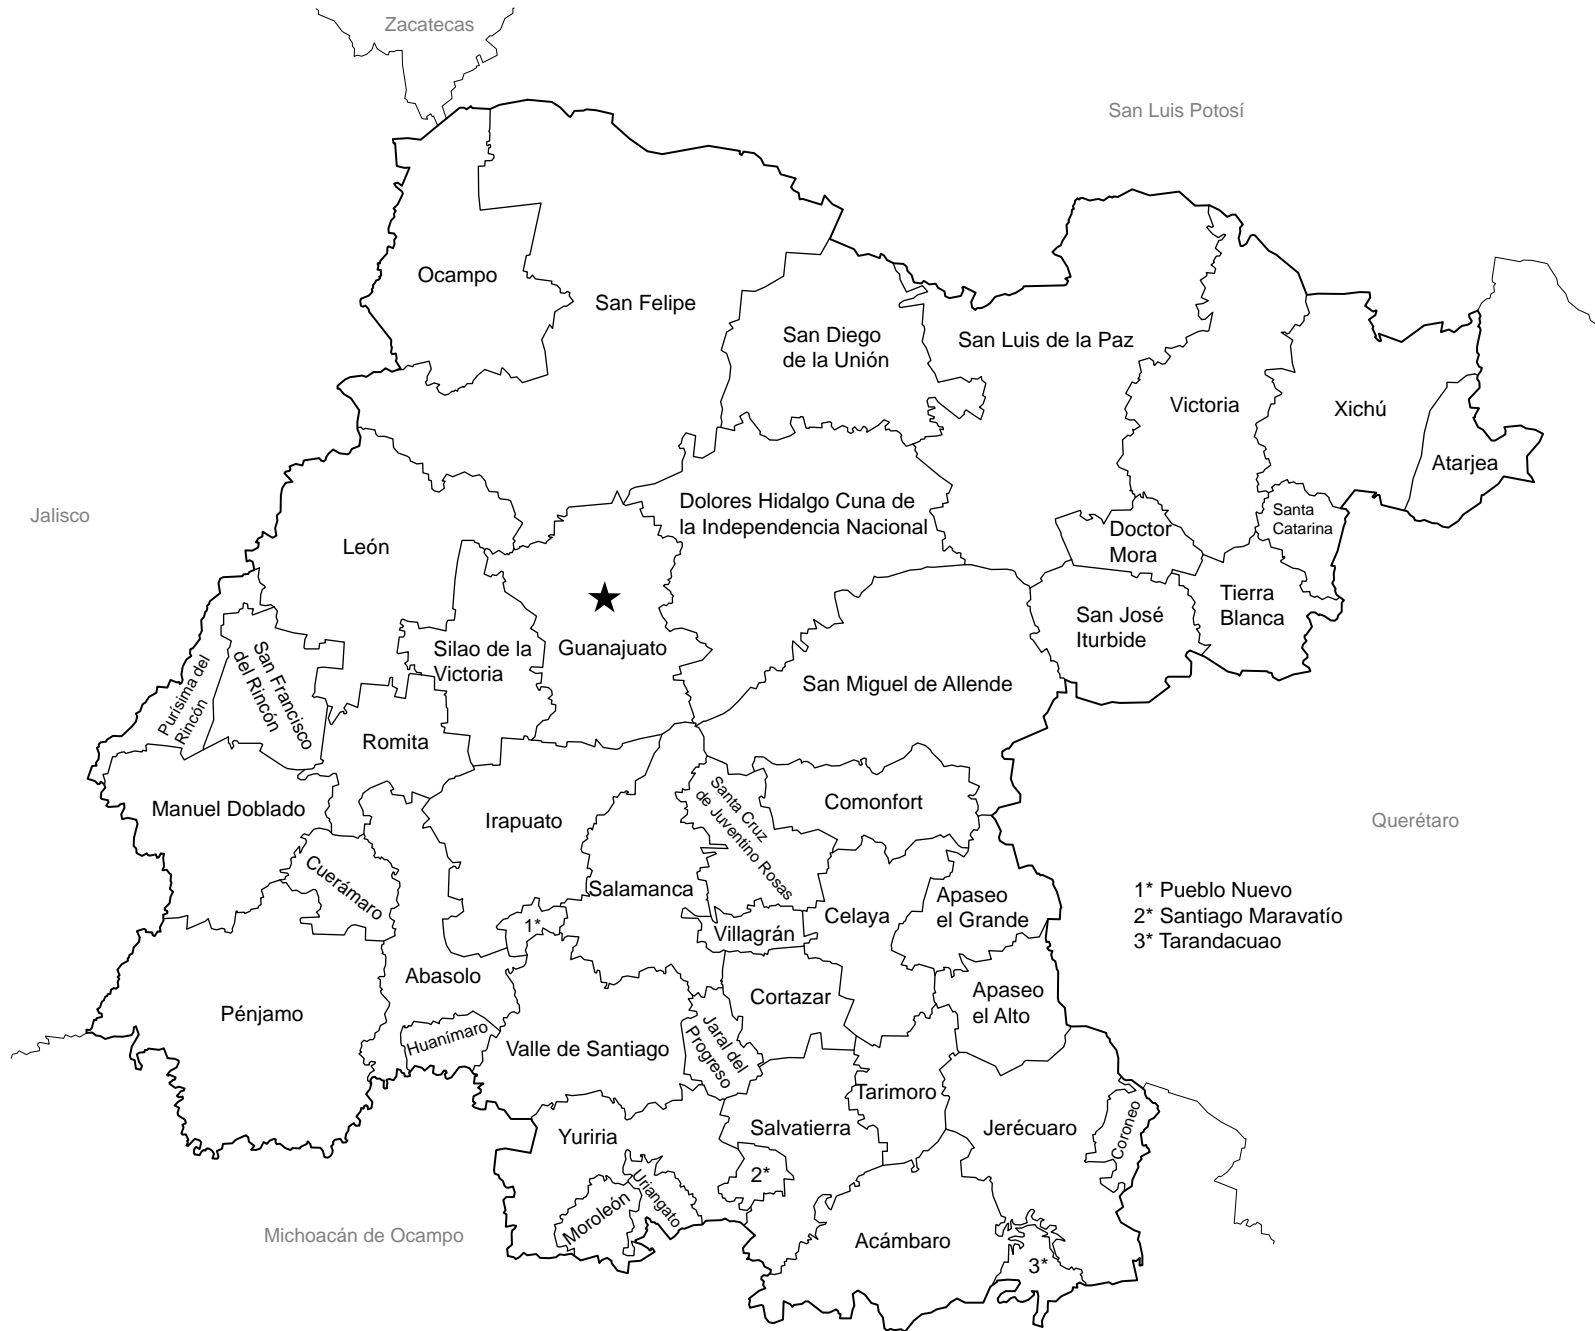 Zacatecas
San Luis Potosí
Ocampo
San Felipe
San Diego
de la Unión
San Luis de la Paz
Victoria
Xichú
Atarjea
Jalisco
León
Dolores Hidalgo Cuna de
la Independencia Nacional
Doctor
Mora
Santa
Catarina
Tierra
Blanca
San José
Iturbide
Silao de la
Victoria
Guanajuato
San Miguel de Allende
Purísima del
Rincón
San Francisco
del Rincón
Romita
Manuel Doblado
Irapuato
Santa Cruz
de Juventino Rosas
Comonfort
Querétaro
Cuerámaro
Salamanca
1*
Villagrán
Celaya
Apaseo
el Grande
1* Pueblo Nuevo
2* Santiago Maravatío
3* Tarandacuao
Abasolo
Pénjamo
Huanímaro
Valle de Santiago
Jaral del
Progreso
Cortazar
Apaseo
el Alto
Tarimoro
Salvatierra
Jerécuaro
Coroneo
Yuriria
2*
Uriangato
Moroleón
Michoacán de Ocampo
Acámbaro
3*